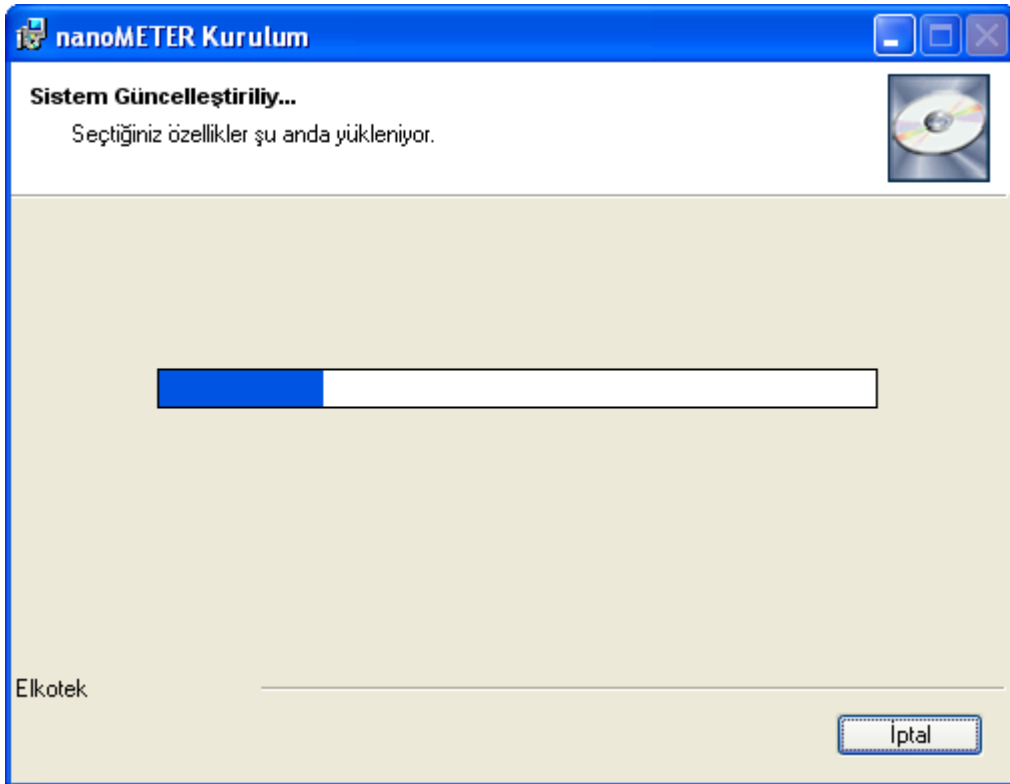 nanoMETER Kurulum
Sistem Güncelleştiriliy...
Seçtiğiniz özellikler şu anda yükleniyor.
Elkotek
İptal